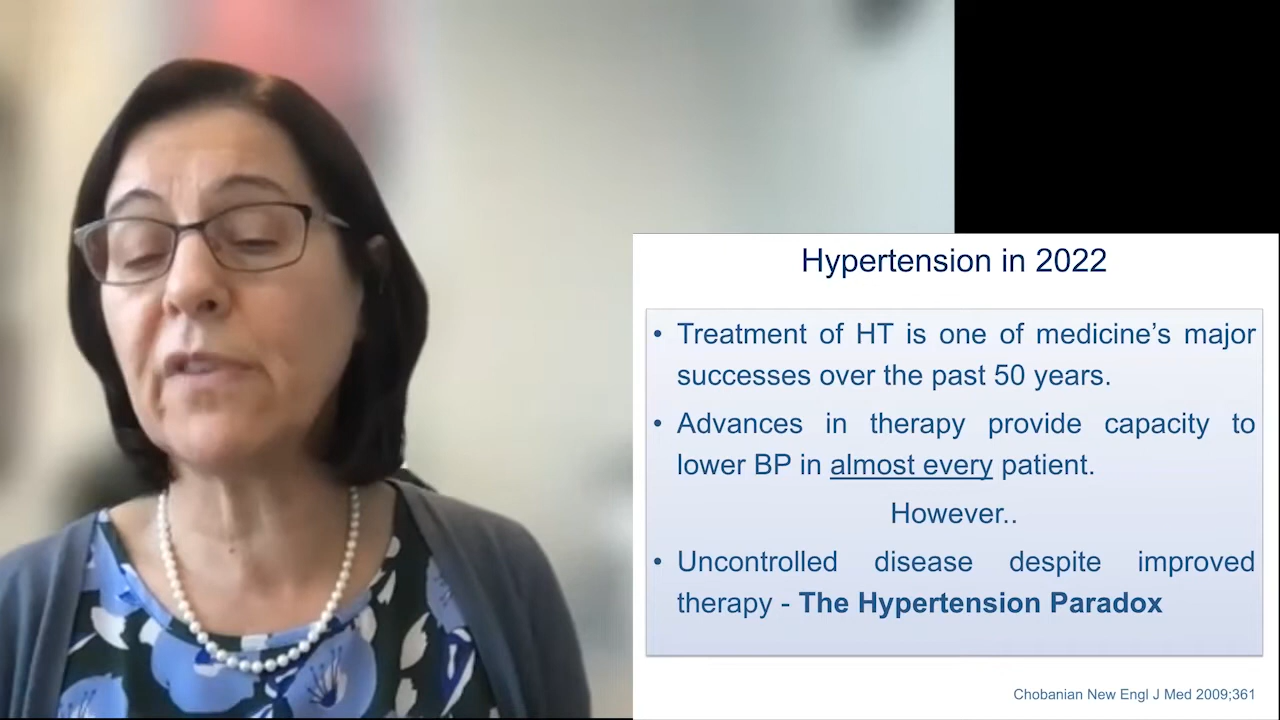 Hypertension in 2022
• Treatment of HT is one of medicine’s major
successes over the past 50 years.
• Advances in therapy provide capacity to
lower BP in almost every patient.
However..
• Uncontrolled disease despite improved
therapy - The Hypertension Paradox
Chobanian New Engl J Med 2009;361